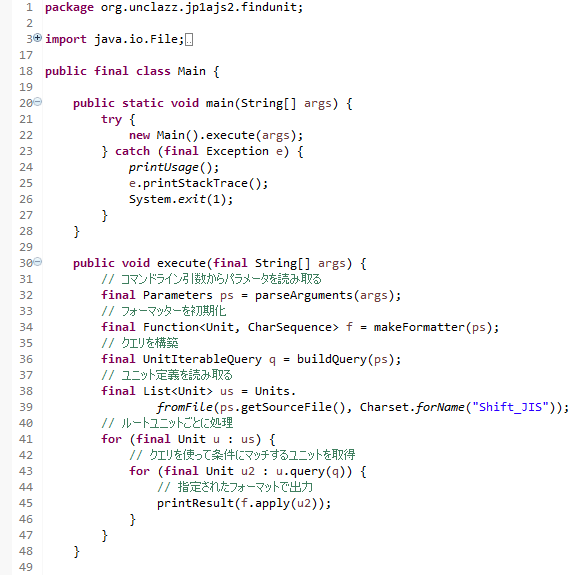 1 package org.unclazz.jp1ajs2.findunit;
2
3 import java.io.File;
17
18 public final class Main {
19
20     public static void main(String[] args) {
21         try {
22             new Main().execute(args);
23         } catch (final Exception e) {
24             printUsage();
25             e.printStackTrace();
26             System.exit(1);
27         }
28     }
29
30     public void execute(final String[] args) {
31         // コマンドライン引数からパラメータを読み取る
32         final Parameters ps = parseArguments(args);
33         // フォーマッターを初期化
34         final Function<Unit, CharSequence> f = makeFormatter(ps);
35         // クエリを構築
36         final UnitIterableQuery q = buildQuery(ps);
37         // ユニット定義を読み取る
38         final List<Unit> us = Units.
39                 fromFile(ps.getSourceFile(), Charset.forName("Shift_JIS"));
40         // ルートユニットごとに処理
41         for (final Unit u : us) {
42             // クエリを使って条件にマッチするユニットを取得
43             for (final Unit u2 : u.query(q)) {
44                 // 指定されたフォーマットで出力
45                 printResult(f.apply(u2));
46             }
47         }
48     }
49